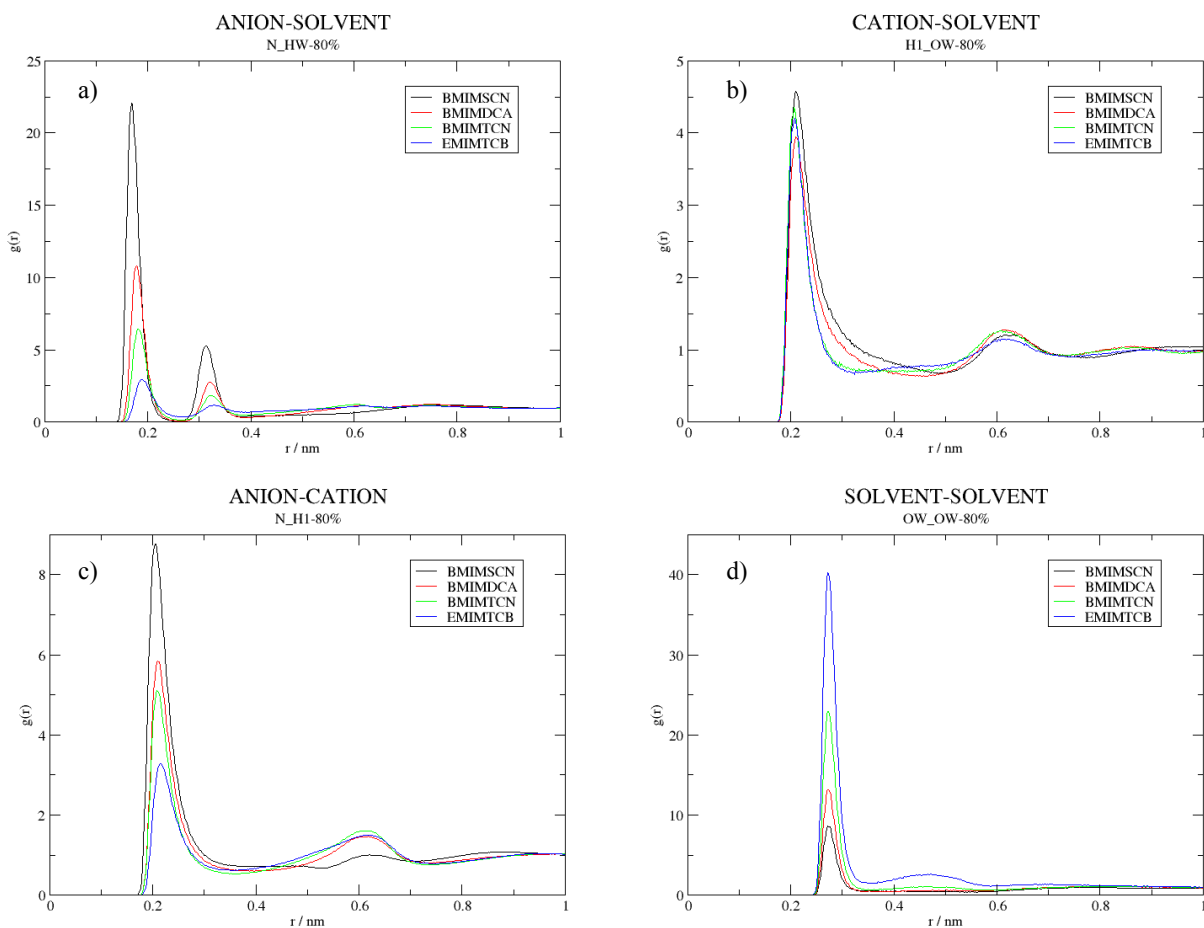 ANION-SOLVENT
N_HW-80%
a)
BMIMSCN
BMIMDCA
BMIMTCN
EMIMTCB
25
20
15
10
5
0
g(r)
0 0.2 0.4 0.6 0.8 1
r / nm
CATION-SOLVENT
H1_OW-80%
b)
BMIMSCN
BMIMDCA
BMIMTCN
EMIMTCB
5
4
3
2
1
0
g(r)
0 0.2 0.4 0.6 0.8 1
r / nm
ANION-CATION
N_H1-80%
c)
BMIMSCN
BMIMDCA
BMIMTCN
EMIMTCB
8
6
4
2
0
g(r)
0 0.2 0.4 0.6 0.8 1
r / nm
SOLVENT-SOLVENT
OW_OW-80%
d)
BMIMSCN
BMIMDCA
BMIMTCN
EMIMTCB
40
30
20
10
0
g(r)
0 0.2 0.4 0.6 0.8 1
r / nm